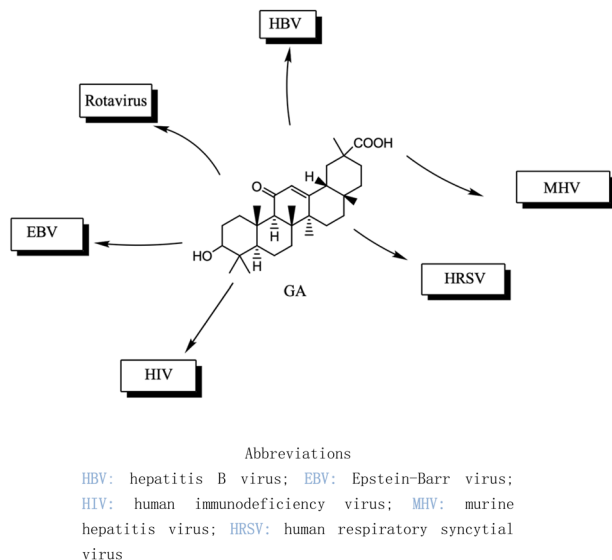 HBV
Rotavirus
COOH
H
O
MHV
EBV
H
HO
H
HRSV
GA
HIV
Abbreviations
HBV: hepatitis B virus; EBV: Epstein-Barr virus;
HIV: human immunodeficiency virus; MHV: murine
hepatitis virus; HRSV: human respiratory syncytial
virus